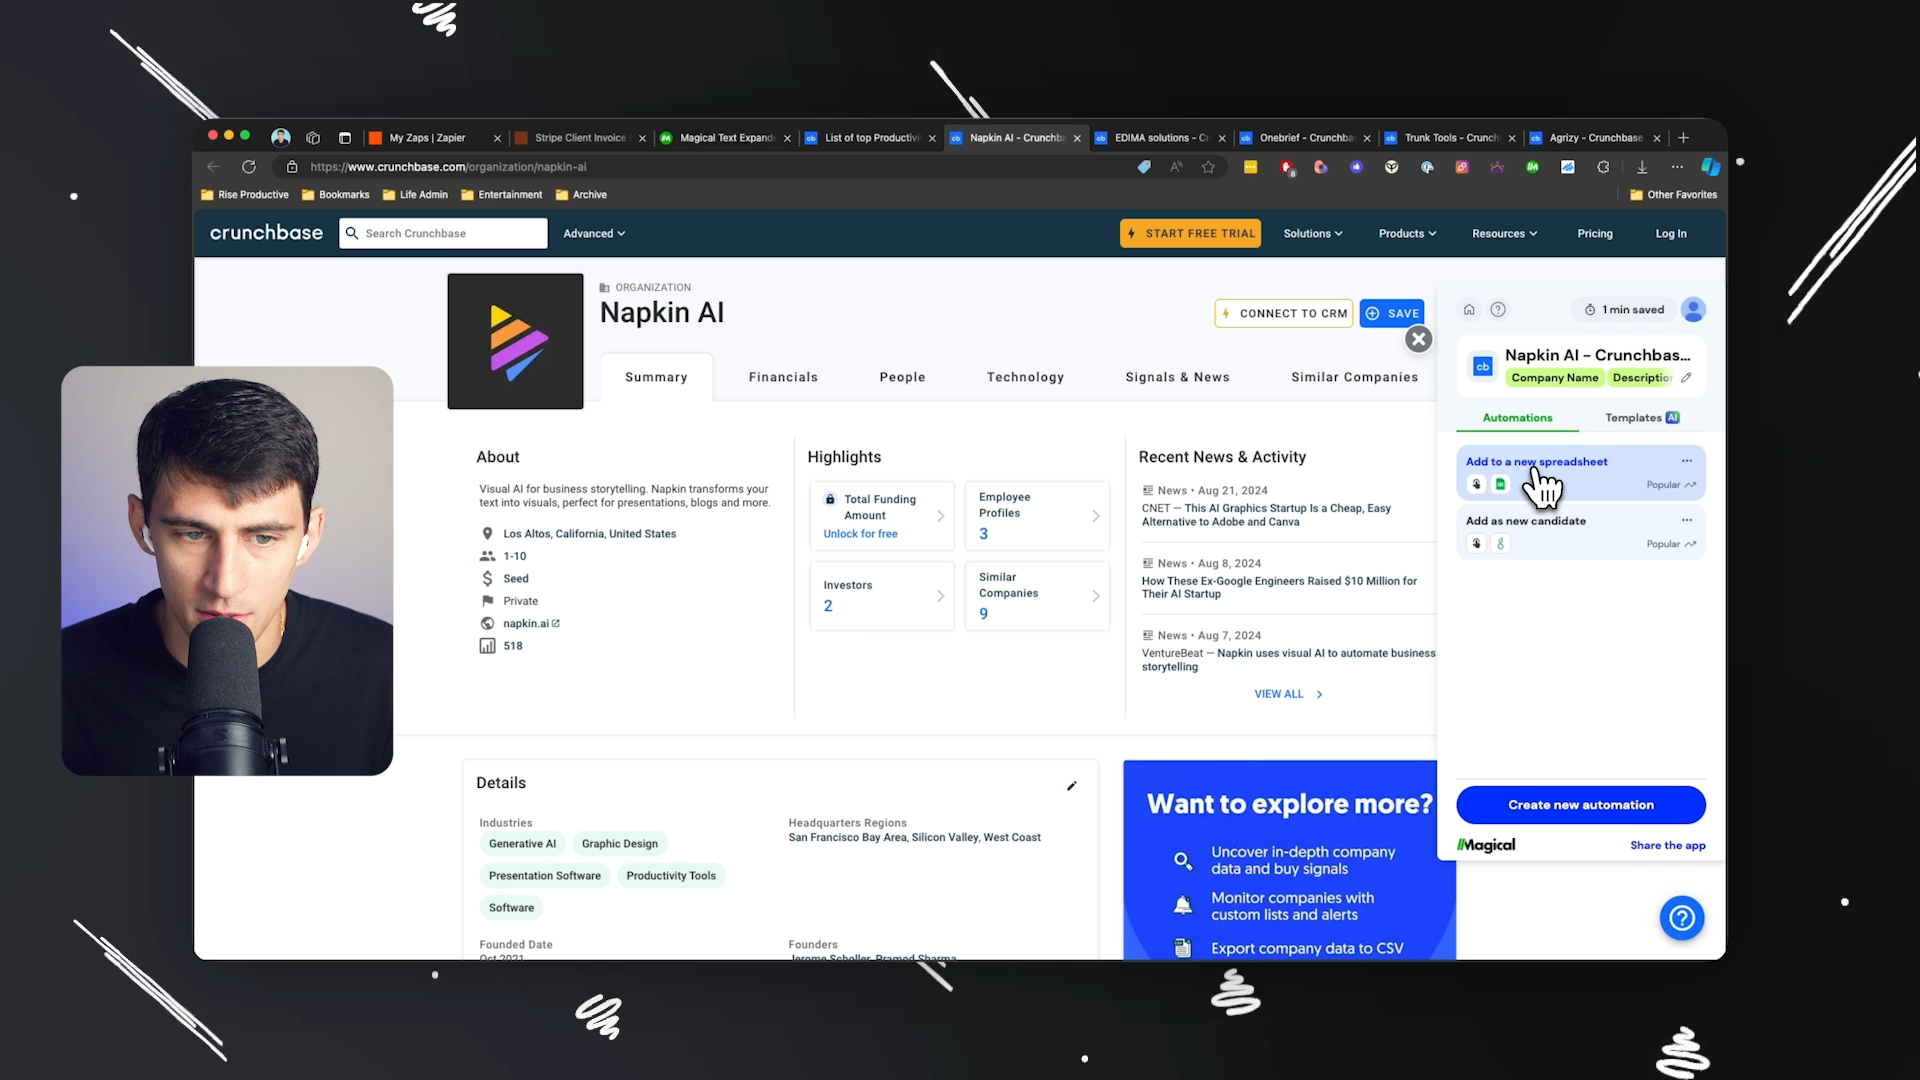 My Zaps | Zapier
Stripe Client Invoice
Magical Text Expand
List of top Productivi
Napkin AI - Crunchba
EDIMA solutions - C
Onebrief - Crunchba
Trunk Tools - Crunch
Agrizy - Crunchbase
https://www.crunchbase.com/organization/napkin-ai
Rise Productive
Bookmarks
Life Admin
Entertainment
Archive
Other Favorites
crunchbase
Search Crunchbase
Advanced
START FREE TRIAL
Solutions
Products
Resources
Pricing
Log In
ORGANIZATION
Napkin AI
CONNECT TO CRM
SAVE
Summary
Financials
People
Technology
Signals & News
Similar Companies
About
Visual AI for business storytelling. Napkin transforms your
text into visuals, perfect for presentations, blogs and more.
Los Altos, California, United States
1-10
Seed
Private
napkin.ai
518
Highlights
Total Funding
Amount
Unlock for free
Employee
Profiles
3
Investors
2
Similar
Companies
9
Recent News & Activity
News • Aug 21, 2024
CNET — This AI Graphics Startup Is a Cheap, Easy
Alternative to Adobe and Canva
News • Aug 8, 2024
How These Ex-Google Engineers Raised $10 Million for
Their AI Startup
News • Aug 7, 2024
VentureBeat — Napkin uses visual AI to automate business
storytelling
VIEW ALL
Details
Industries
Generative AI
Graphic Design
Presentation Software
Productivity Tools
Software
Headquarters Regions
San Francisco Bay Area, Silicon Valley, West Coast
Founded Date
Oct 2021
Founders
Jerome Scholler, Pramod Sharma
Want to explore more?
Uncover in-depth company
data and buy signals
Monitor companies with
custom lists and alerts
Export company data to CSV
1 min saved
cb
Napkin AI - Crunchbas...
Company Name
Description
Automations
Templates AI
Add to a new spreadsheet
Popular
Add as new candidate
Popular
Create new automation
Magical
Share the app